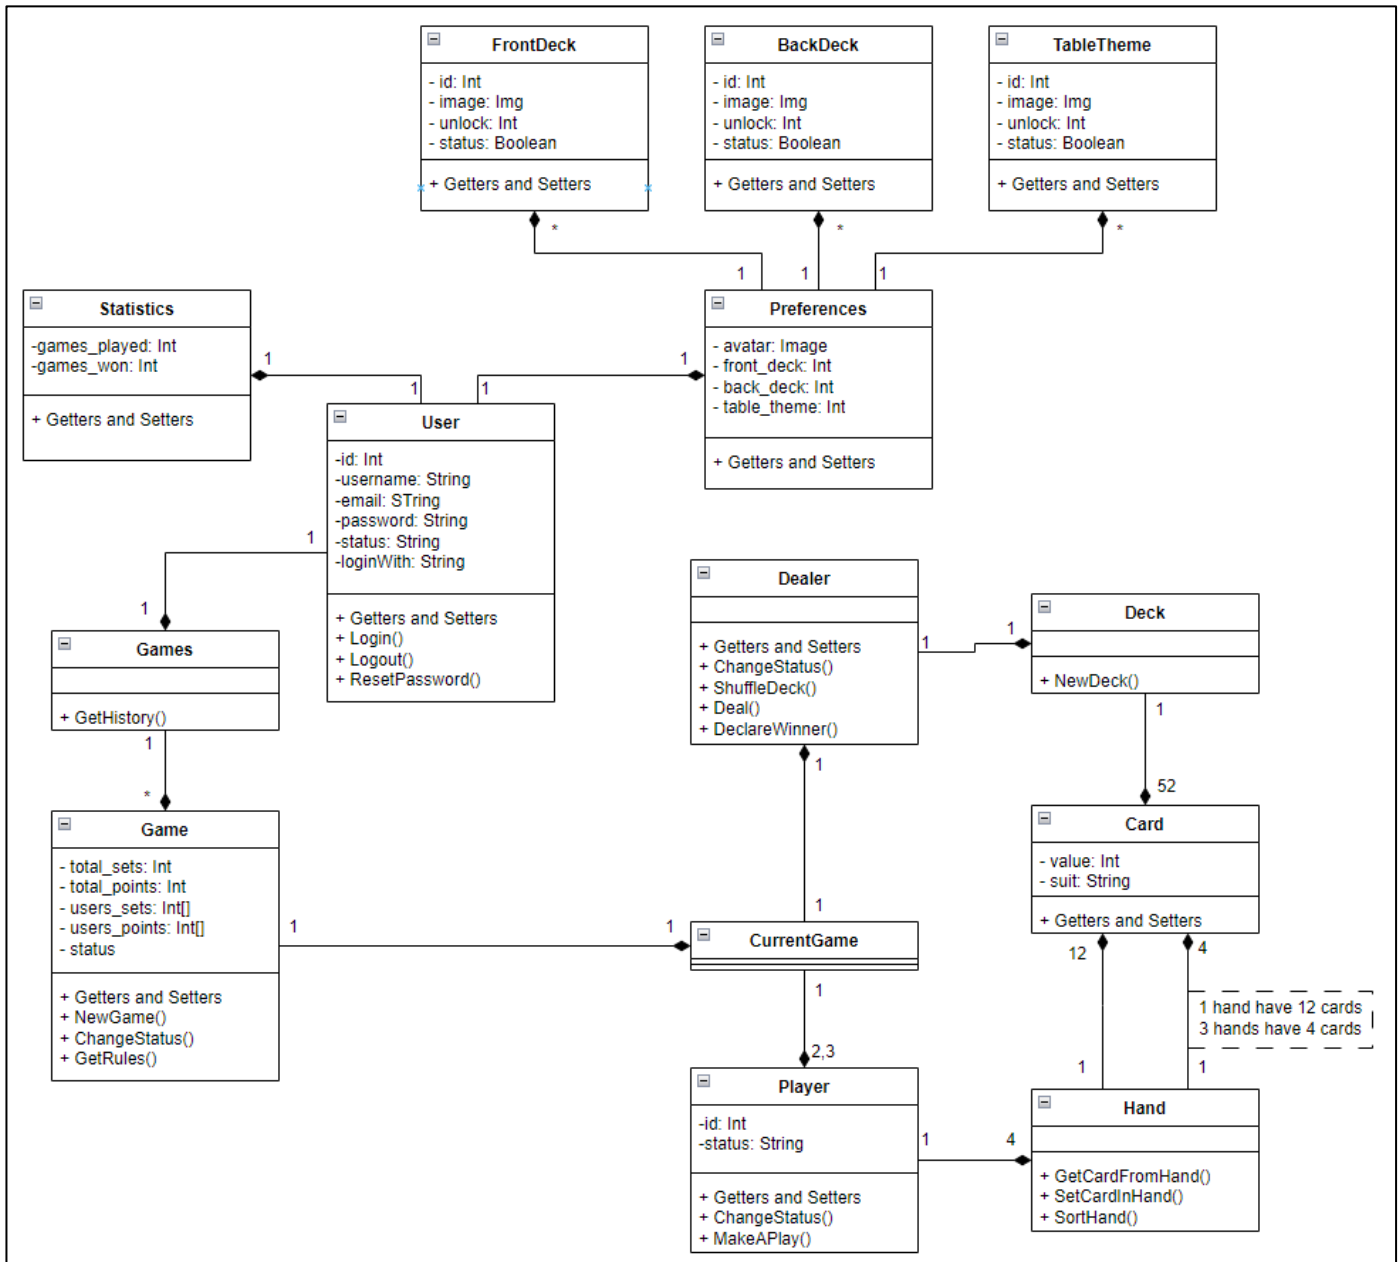 FrontDeck
- id: Int
- image: Img
- unlock: Int
- status: Boolean
+ Getters and Setters
*
BackDeck
- id: Int
- image: Img
- unlock: Int
- status: Boolean
+ Getters and Setters
*
TableTheme
- id: Int
- image: Img
- unlock: Int
- status: Boolean
+ Getters and Setters
*
1
1
1
Statistics
-games_played: Int
-games_won: Int
+ Getters and Setters
1
1
Preferences
- avatar: Image
- front_deck: Int
- back_deck: Int
- table_theme: Int
+ Getters and Setters
1
1
User
-id: Int
-username: String
-email: STring
-password: String
-status: String
-loginWith: String
+ Getters and Setters
+ Login()
+ Logout()
+ ResetPassword()
1
1
Games
+ GetHistory()
1
*
Game
- total_sets: Int
- total_points: Int
- users_sets: Int[]
- users_points: Int[]
- status
+ Getters and Setters
+ NewGame()
+ ChangeStatus()
+ GetRules()
1
1
Dealer
+ Getters and Setters
+ ChangeStatus()
+ ShuffleDeck()
+ Deal()
+ DeclareWinner()
1
1
1
1
Deck
+ NewDeck()
1
52
Card
- value: Int
- suit: String
+ Getters and Setters
12
4
1 hand have 12 cards
3 hands have 4 cards
1
1
CurrentGame
1
2,3
Player
-id: Int
-status: String
+ Getters and Setters
+ ChangeStatus()
+ MakeAPlay()
1
4
Hand
+ GetCardFromHand()
+ SetCardInHand()
+ SortHand()